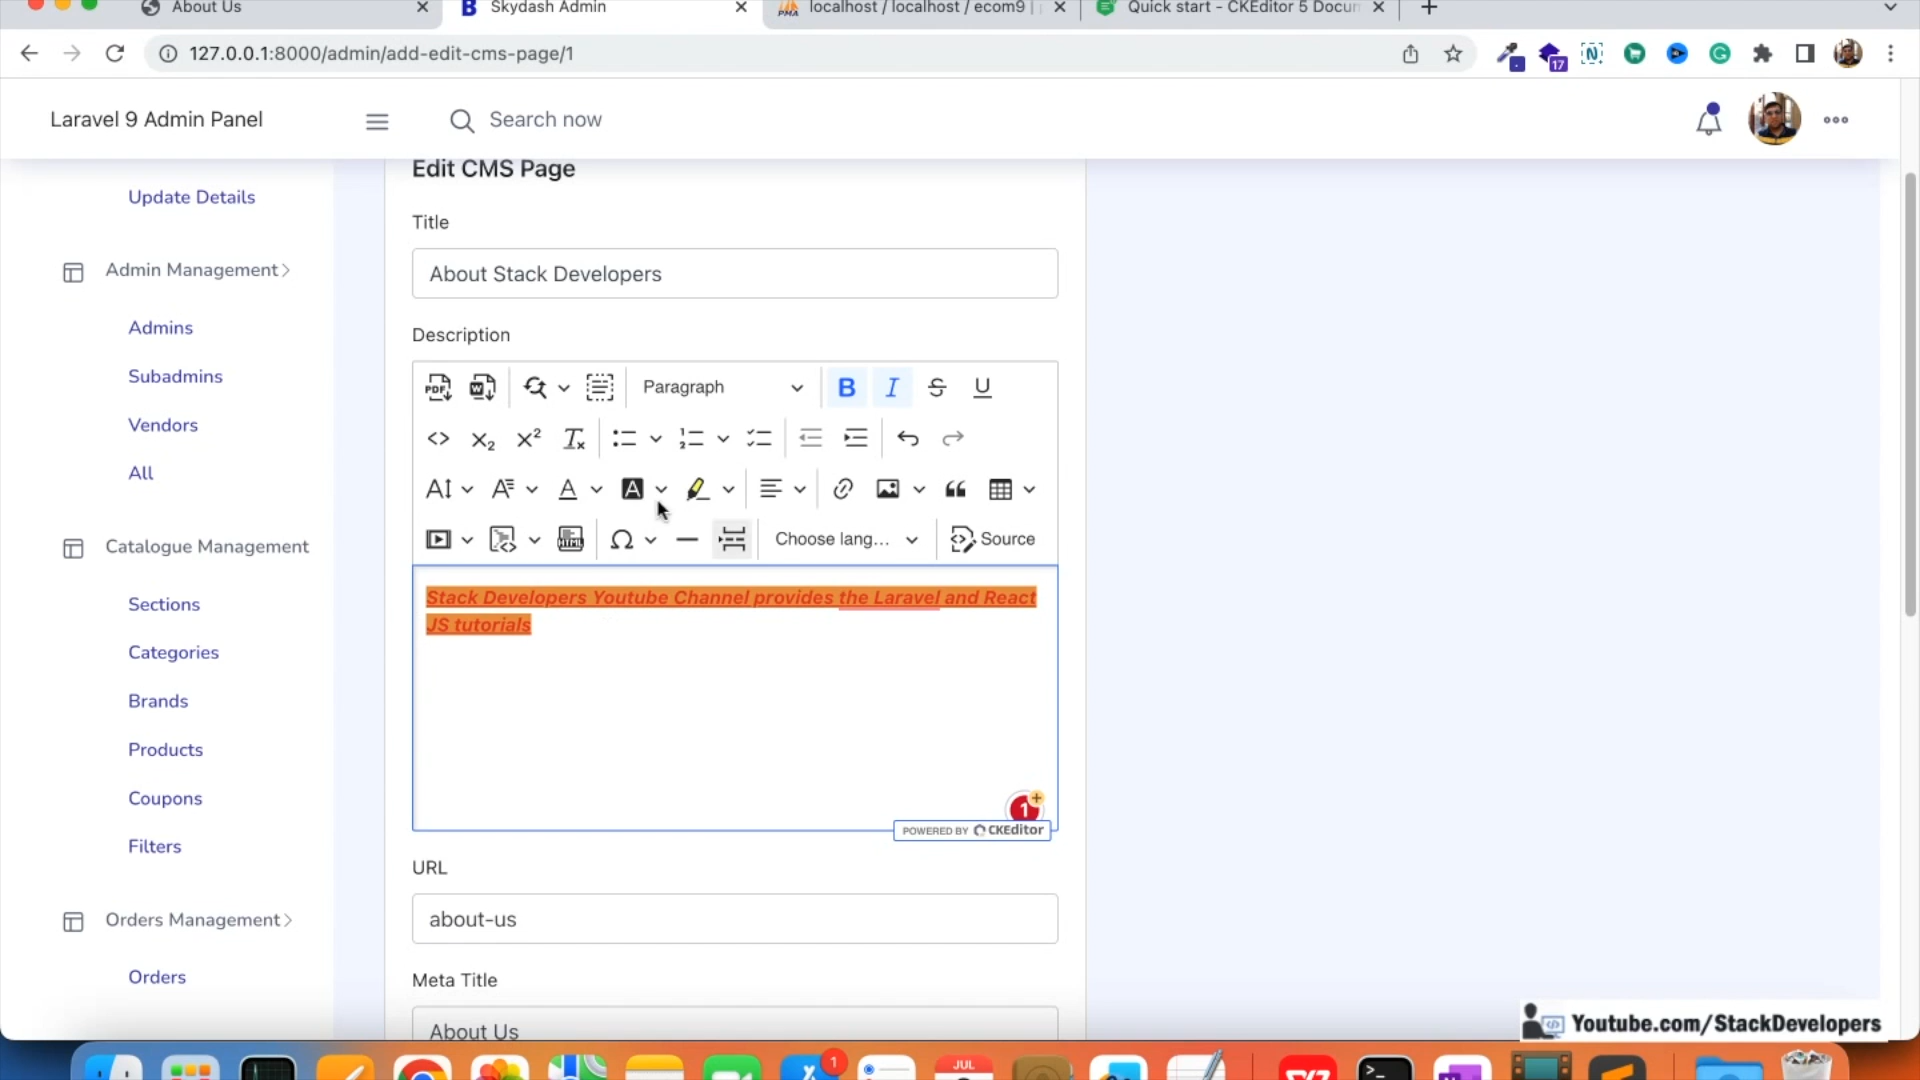 About Us
Skydash Admin
localhost / localhost / ecom9 |
Quick start - CKEditor 5 Docum
127.0.0.1:8000/admin/add-edit-cms-page/1
17
Laravel 9 Admin Panel
Search now
Edit CMS Page
Update Details
Title
Admin Management
About Stack Developers
Admins
Description
Subadmins
Paragraph
Vendors
All
Choose lang...
Source
Catalogue Management
Stack Developers Youtube Channel provides the Laravel and React
JS tutorials
Sections
Categories
Brands
Products
Coupons
1
POWERED BY CKEditor
Filters
URL
about-us
Orders Management
Orders
Meta Title
About Us
Youtube.com/StackDevelopers
1
JUL